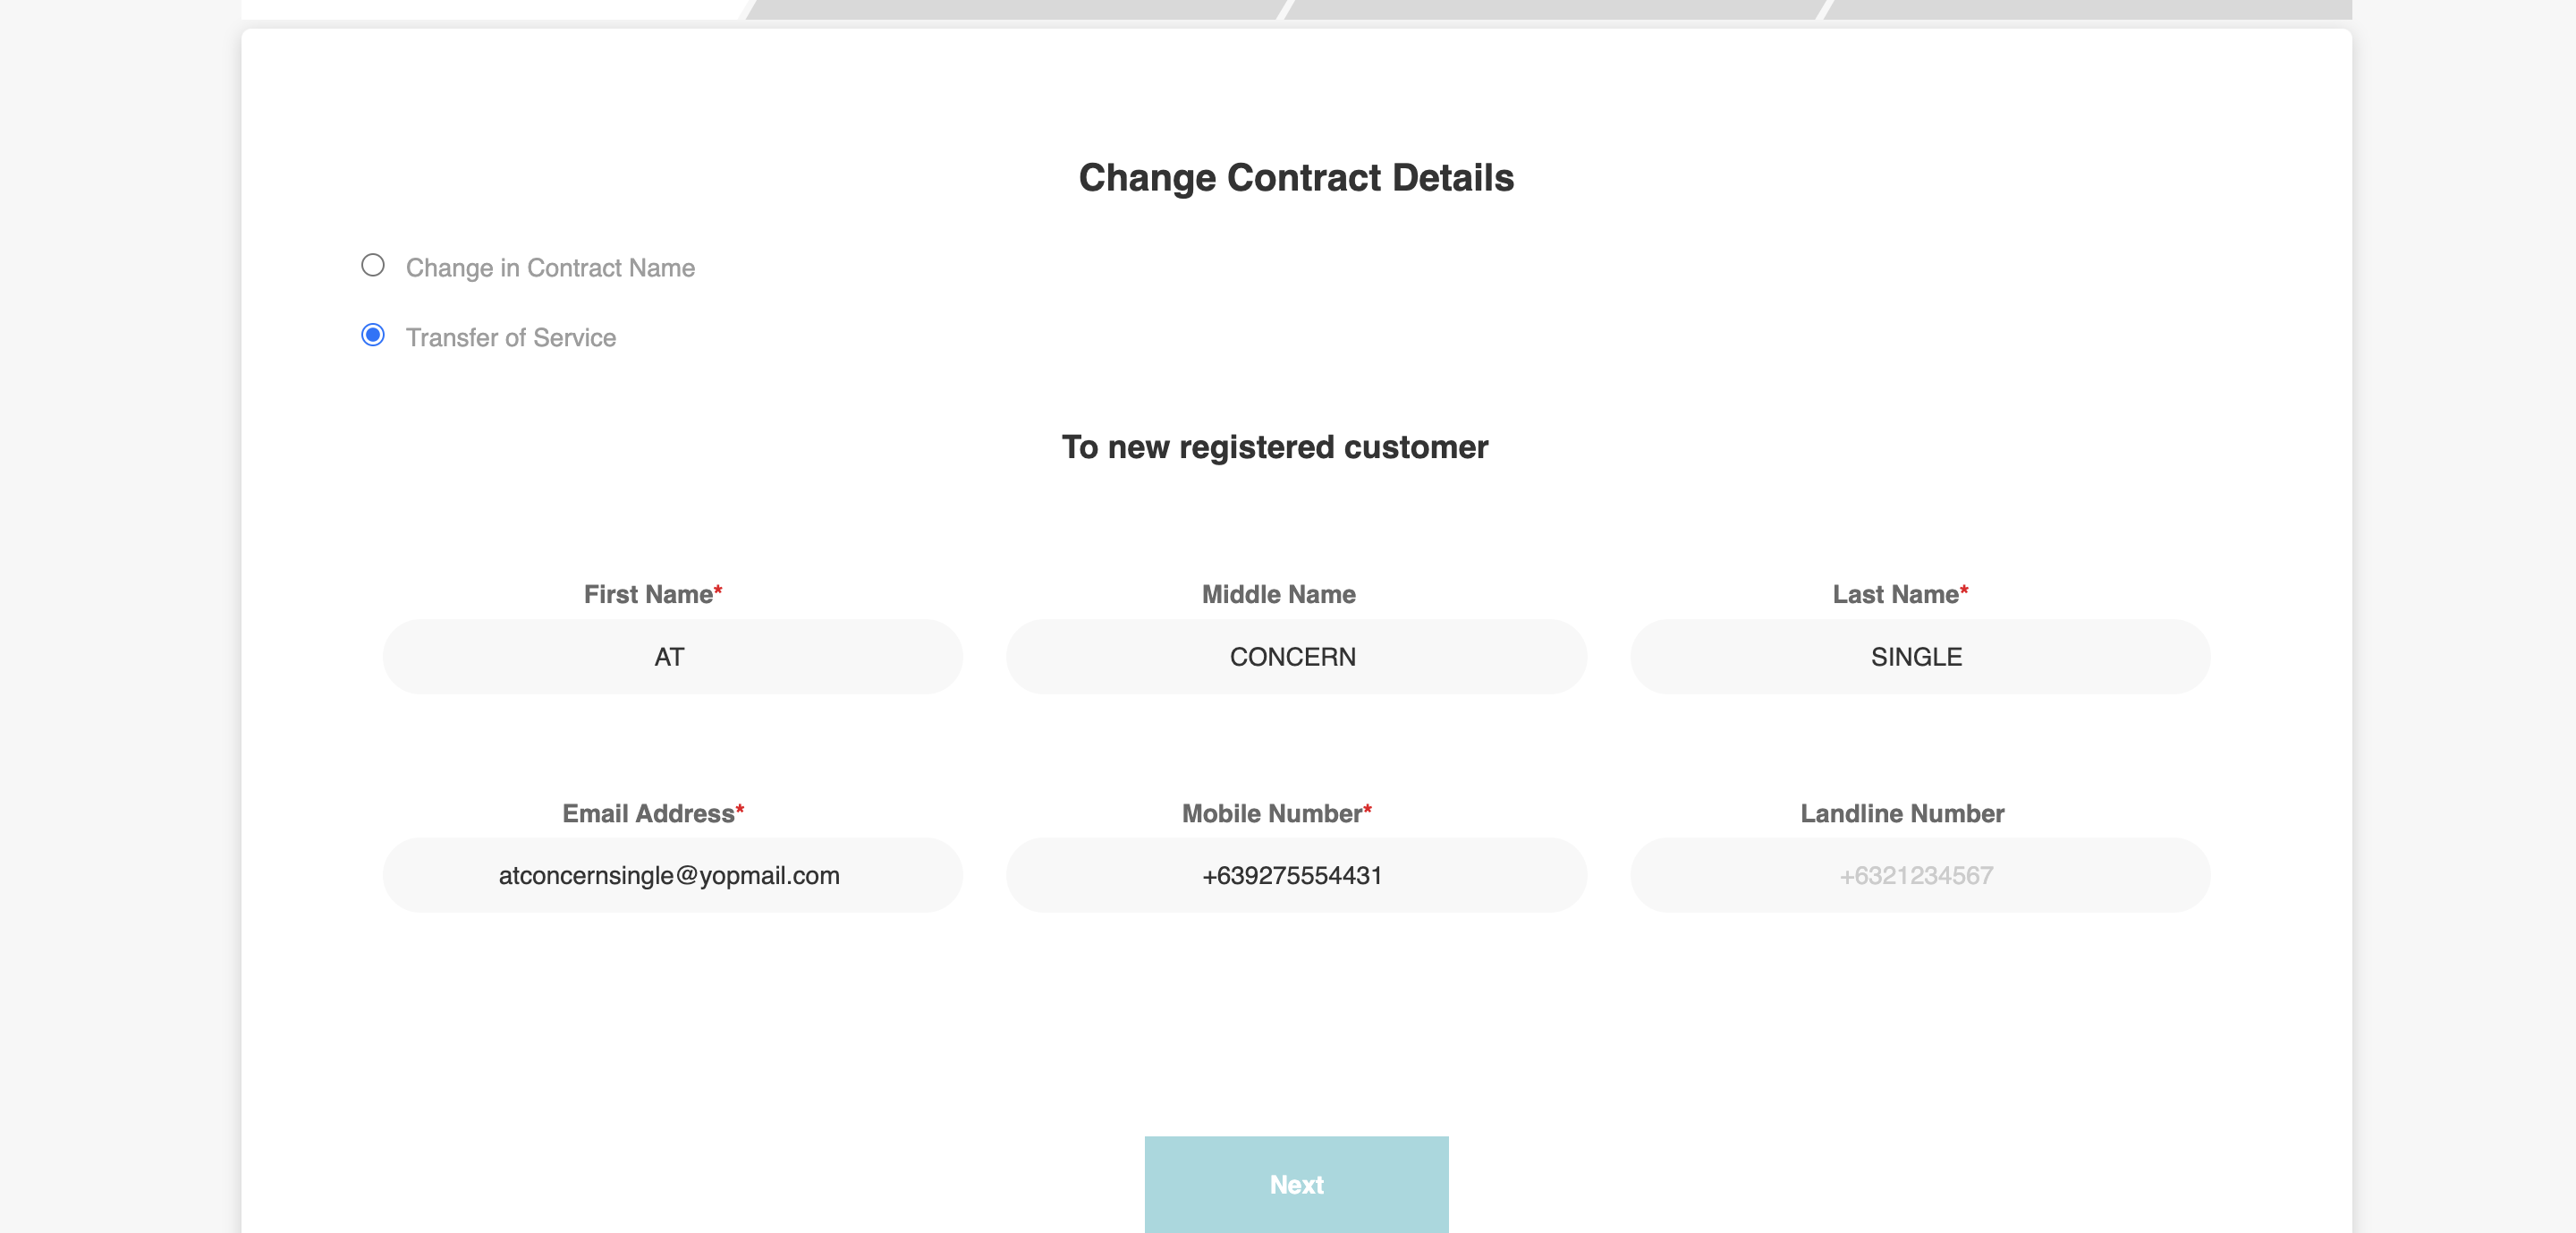 Change Contract Details
Change in Contract Name
Transfer of Service
To new registered customer
First Name*
Middle Name
Last Name*
AT
CONCERN
SINGLE
Email Address*
Mobile Number*
Landline Number
atconcernsingle@yopmail.com
+639275554431
+6321234567
Next